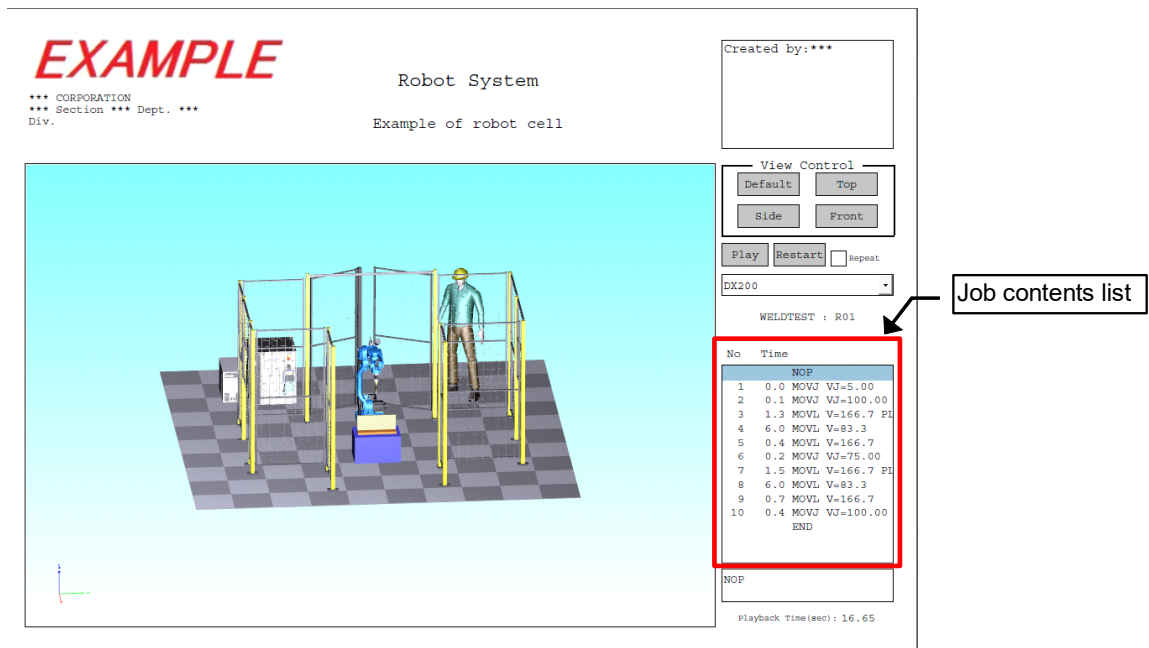 EXAMPLE
*** CORPORATION
*** Section *** Dept. ***
Div.
Robot System
Example of robot cell
Created by:***
View Control
Default Top
Side Front
Play Restart Repeat
DX200
WELDTEST : R01
Job contents list
No Time
NOP
1 0.0 MOVJ VJ=5.00
2 0.1 MOVJ VJ=100.00
3 1.3 MOVL V=166.7 PL
4 6.0 MOVL V=83.3
5 0.4 MOVL V=166.7
6 0.2 MOVJ VJ=75.00
7 1.5 MOVL V=166.7 PL
8 6.0 MOVL V=83.3
9 0.7 MOVL V=166.7
10 0.4 MOVJ VJ=100.00
END
NOP
Playback Time(sec): 16.65